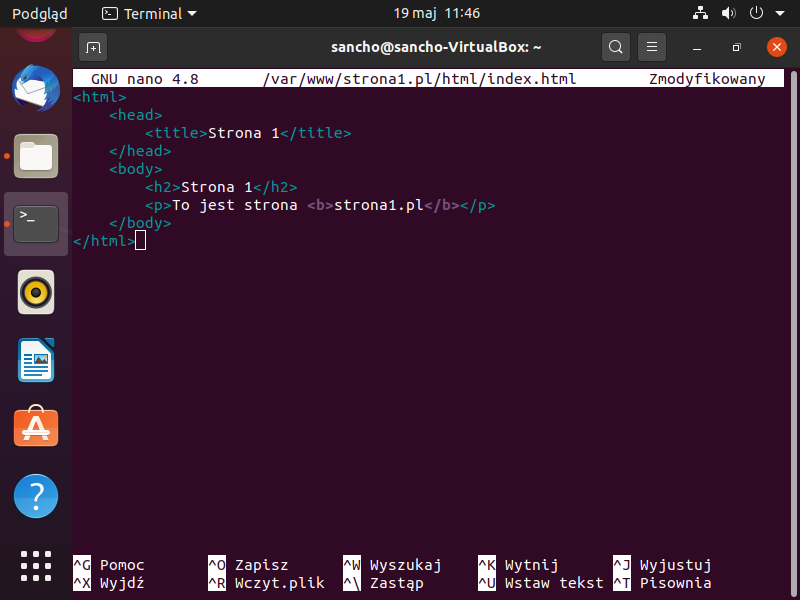 Podgląd Terminal 19 maj 11:46
sancho@sancho-VirtualBox: ~
GNU nano 4.8 /var/www/strona1.pl/html/index.html Zmodyfikowany
<html>
    <head>
        <title>Strona 1</title>
    </head>
    <body>
        <h2>Strona 1</h2>
        <p>To jest strona <b>strona1.pl</b></p>
    </body>
</html>
^G Pomoc ^O Zapisz ^W Wyszukaj ^K Wytnij ^J Wyjustuj
^X Wyjdź ^R Wczyt.plik ^\ Zastąp ^U Wstaw tekst ^T Pisownia